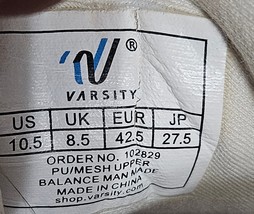 ®
VARSITY
US UK EUR JP
10.5 8.5 42.5 27.5
ORDER NO. 102829
PU/MESH UPPER
BALANCE MAN MADE
MADE IN CHINA
shop.varsity.com